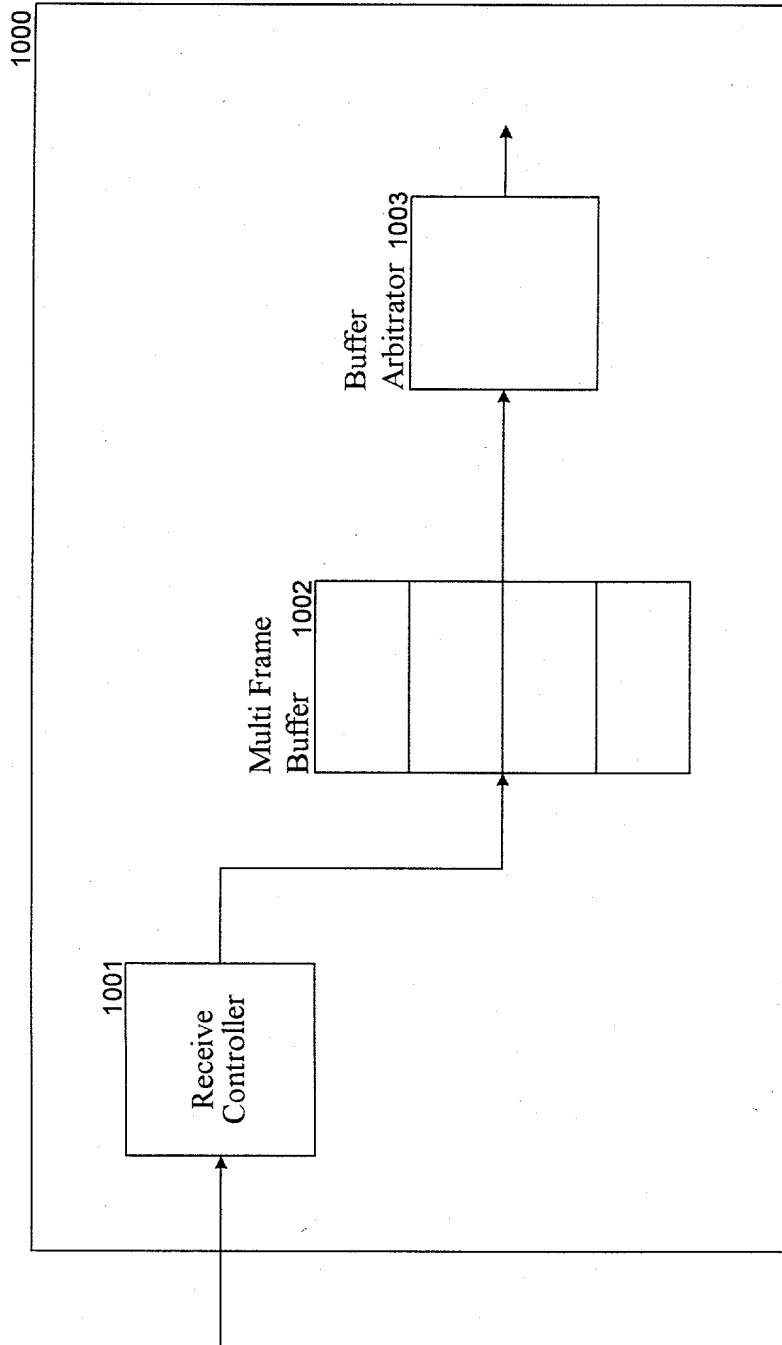 1000
1001
Receive
Controller
Multi Frame
Buffer 1002
Buffer
Arbitrator 1003